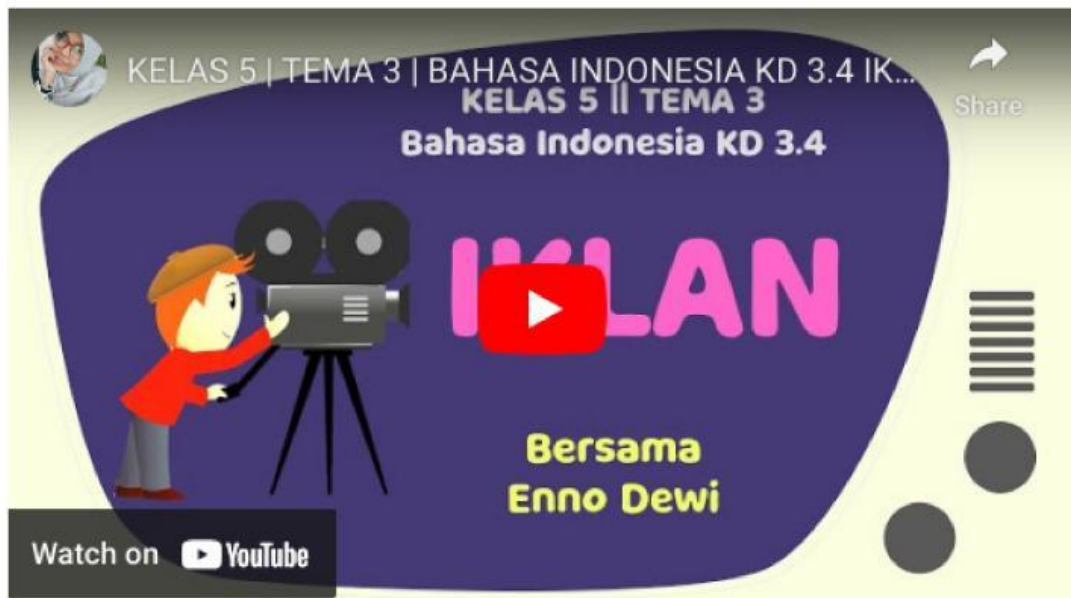 KELAS 5 | TEMA 3 | BAHASA INDONESIA KD 3.4 IK...
Share
KELAS 5 || TEMA 3
Bahasa Indonesia KD 3.4
IKLAN
Bersama
Enno Dewi
Watch on YouTube